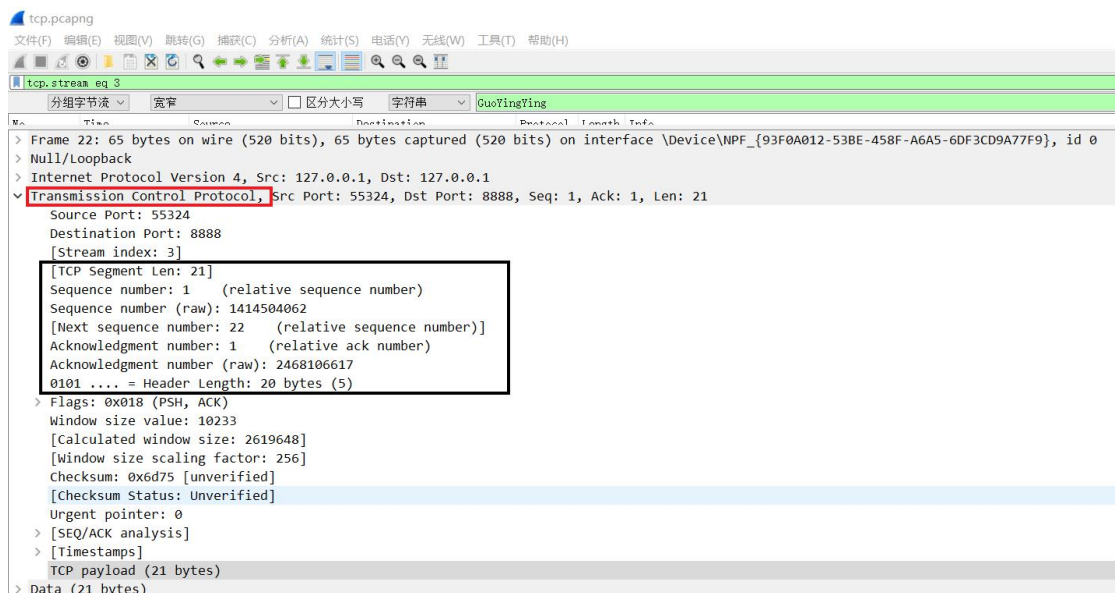 tcp.pcapng
文件(F) 编辑(E) 视图(V) 跳转(G) 捕获(C) 分析(A) 统计(S) 电话(Y) 无线(W) 工具(T) 帮助(H)
tcp.stream eq 3
分组字节流 宽窄 区分大小写 字符串 GuoYingYing
No. Time Source Destination Protocol Length Info
Frame 22: 65 bytes on wire (520 bits), 65 bytes captured (520 bits) on interface \Device\NPF_{93F0A012-53BE-458F-A6A5-6DF3CD9A77F9}, id 0
Null/Loopback
Internet Protocol Version 4, Src: 127.0.0.1, Dst: 127.0.0.1
Transmission Control Protocol, Src Port: 55324, Dst Port: 8888, Seq: 1, Ack: 1, Len: 21
Source Port: 55324
Destination Port: 8888
[Stream index: 3]
[TCP Segment Len: 21]
Sequence number: 1 (relative sequence number)
Sequence number (raw): 1414504062
[Next sequence number: 22 (relative sequence number)]
Acknowledgment number: 1 (relative ack number)
Acknowledgment number (raw): 2468106617
0101 .... = Header Length: 20 bytes (5)
Flags: 0x018 (PSH, ACK)
Window size value: 10233
[Calculated window size: 2619648]
[Window size scaling factor: 256]
Checksum: 0x6d75 [unverified]
[Checksum Status: Unverified]
Urgent pointer: 0
[SEQ/ACK analysis]
[Timestamps]
TCP payload (21 bytes)
Data (21 bytes)